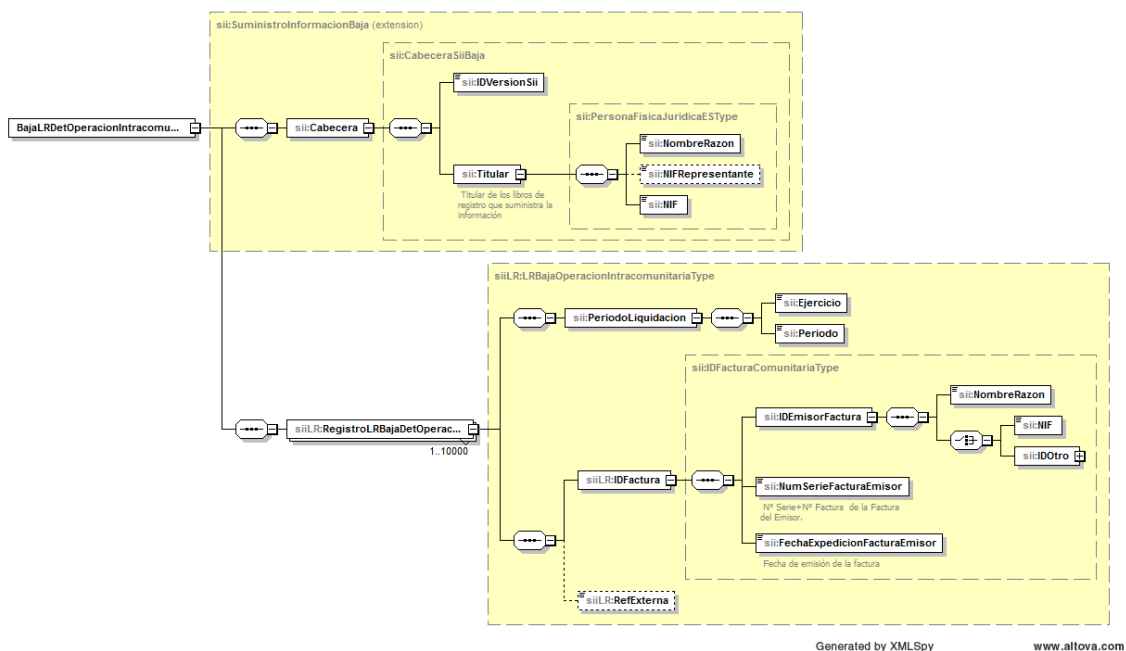 sii:SuministroInformacionBaja (extension)
sii:CabeceraSiiBaja
sii:IDVersionSii
sii:PersonaFisicaJuridicaESType
BajaLRDetOperacionIntracomu...
sii:Cabecera
sii:NombreRazon
sii:Titular
sii:NIFRepresentante
Titular de los libros de
registro que suministra la
información
sii:NIF
siiLR:LRBajaOperacionIntracomunitariaType
sii:Ejercicio
sii:PeriodoLiquidacion
sii:Periodo
sii:IDFacturaComunitariaType
sii:NombreRazon
sii:IDEmisorFactura
sii:NIF
siiLR:RegistroLRBajaDetOperac...
1..10000
sii:IDOtro
siiLR:IDFactura
sii:NumSerieFacturaEmisor
Nº Serie+Nº Factura de la Factura
del Emisor.
sii:FechaExpedicionFacturaEmisor
Fecha de emisión de la factura
siiLR:RefExterna
Generated by XMLSpy
www.altova.com